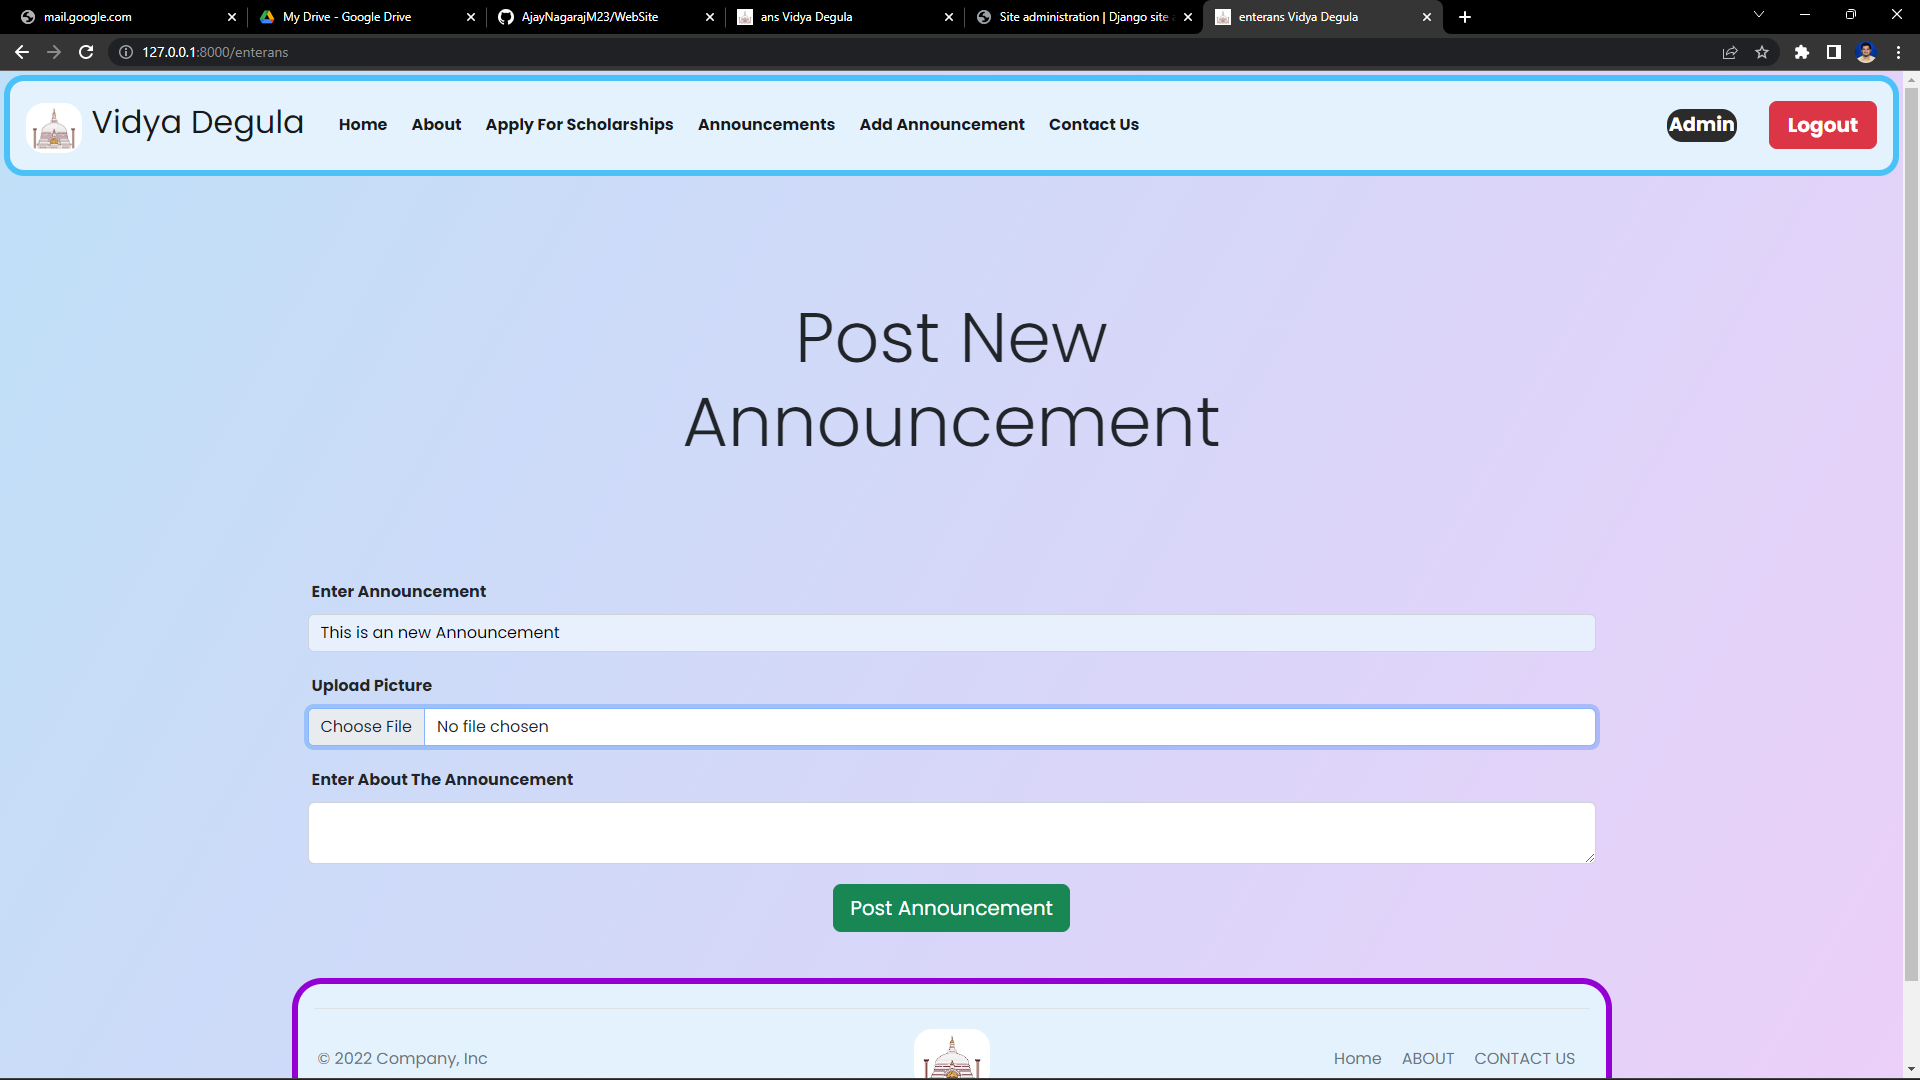 mail.google.com
My Drive - Google Drive
AjayNagarajM23/WebSite
ans Vidya Degula
Site administration | Django site
enterans Vidya Degula
127.0.0.1:8000/enterans
Vidya Degula
Home
About
Apply For Scholarships
Announcements
Add Announcement
Contact Us
Admin
Logout
Post New
Announcement
Enter Announcement
This is an new Announcement
Upload Picture
Choose File
No file chosen
Enter About The Announcement
Post Announcement
© 2022 Company, Inc
Home
ABOUT
CONTACT US